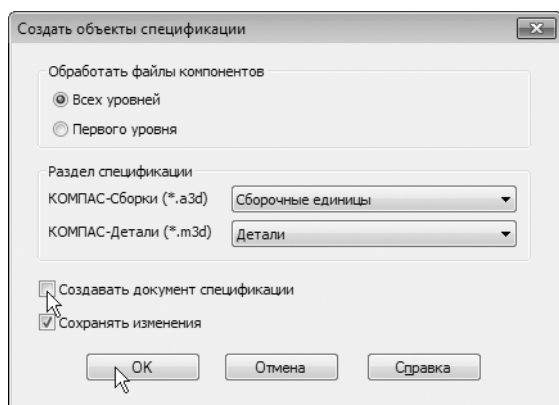 Создать объекты спецификации
Обработать файлы компонентов
Всех уровней
Первого уровня
Раздел спецификации
КОМПАС-Сборки (*.a3d) Сборочные единицы
КОМПАС-Детали (*.m3d) Детали
Создавать документ спецификации
Сохранять изменения
OK Отмена Справка